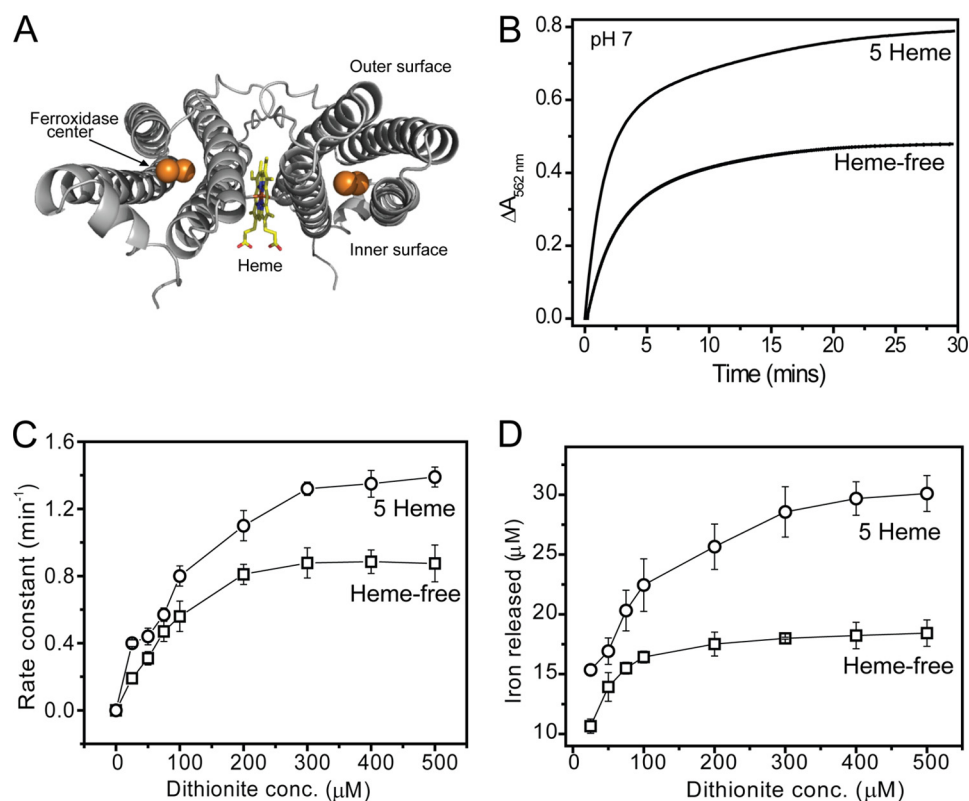 A
Outer surface
Ferroxidase
center
Inner surface
Heme
B
pH 7
5 Heme
Heme-free
ΔA562 nm
0.8
0.6
0.4
0.2
0.0
0 5 10 15 20 25 30
Time (mins)
C
Rate constant (min-1)
1.6
1.2
0.8
0.4
0.0
5 Heme
Heme-free
0 100 200 300 400 500
Dithionite conc. (μM)
D
Iron released (μM)
30
25
20
15
10
5 Heme
Heme-free
0 100 200 300 400 500
Dithionite conc. (μM)